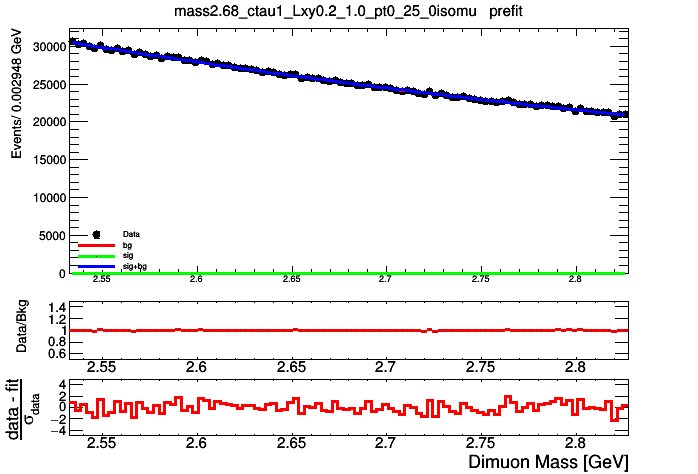 mass2.68_ctau1_Lxy0.2_1.0_pt0_25_0isomu prefit
Events/ 0.002948 GeV
30000
25000
20000
15000
10000
5000
0
Data
bg
sig
sig+bg
2.55 2.6 2.65 2.7 2.75 2.8
Data/Bkg
1.4
1.2
1
0.8
0.6
2.55 2.6 2.65 2.7 2.75 2.8
data - fit
σdata
4
2
0
−2
−4
2.55 2.6 2.65 2.7 2.75 2.8
Dimuon Mass [GeV]